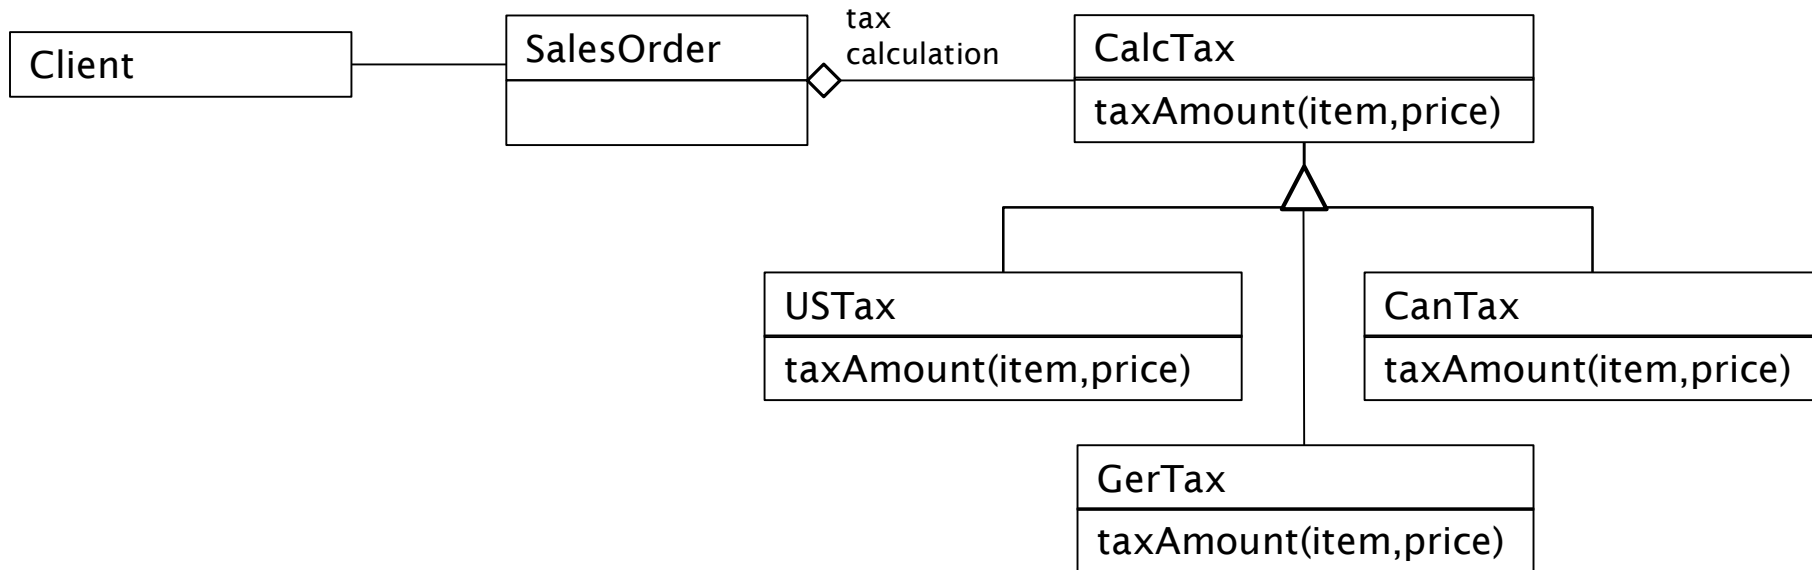 Client
SalesOrder
tax
calculation
CalcTax
taxAmount(item,price)
USTax
taxAmount(item,price)
CanTax
taxAmount(item,price)
GerTax
taxAmount(item,price)